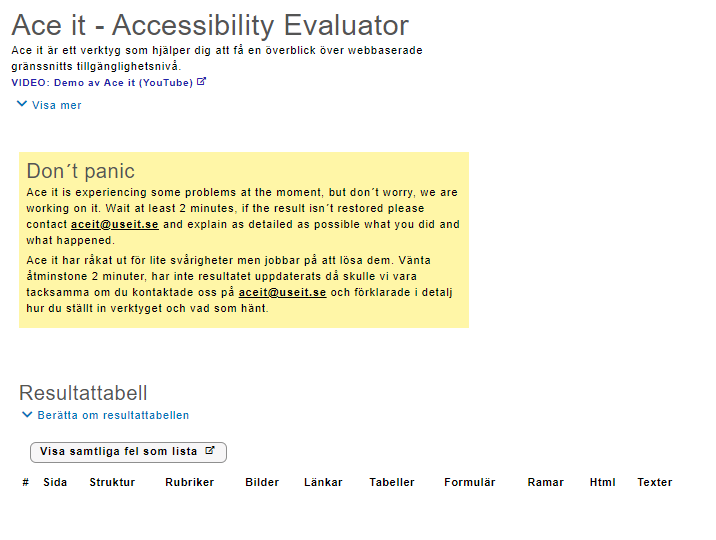 Ace it - Accessibility Evaluator
Ace it är ett verktyg som hjälper dig att få en överblick över webbaserade
gränssnitts tillgänglighetsnivå.
VIDEO: Demo av Ace it (YouTube)
Visa mer
Don´t panic
Ace it is experiencing some problems at the moment, but don´t worry, we are
working on it. Wait at least 2 minutes, if the result isn´t restored please
contact aceit@useit.se and explain as detailed as possible what you did and
what happened.
Ace it har råkat ut för lite svårigheter men jobbar på att lösa dem. Vänta
åtminstone 2 minuter, har inte resultatet uppdaterats då skulle vi vara
tacksamma om du kontaktade oss på aceit@useit.se och förklarade i detalj
hur du ställt in verktyget och vad som hänt.
Resultattabell
Berätta om resultattabellen
Visa samtliga fel som lista
# Sida Struktur Rubriker Bilder Länkar Tabeller Formulär Ramar Html Texter